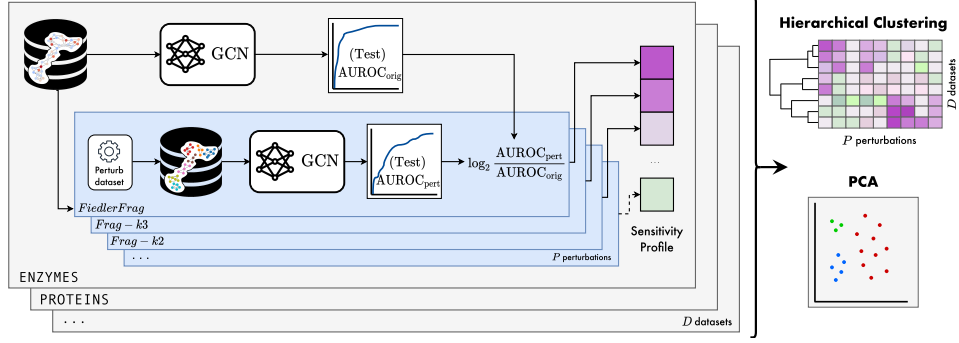 GCN
(Test)
AUROC_orig
Perturb
dataset
GCN
(Test)
AUROC_pert
log₂ AUROC_pert / AUROC_orig
FiedlerFrag
Frag − k3
Frag − k2
...
P perturbations
...
Sensitivity
Profile
ENZYMES
PROTEINS
...
D datasets
Hierarchical Clustering
D datasets
P perturbations
PCA